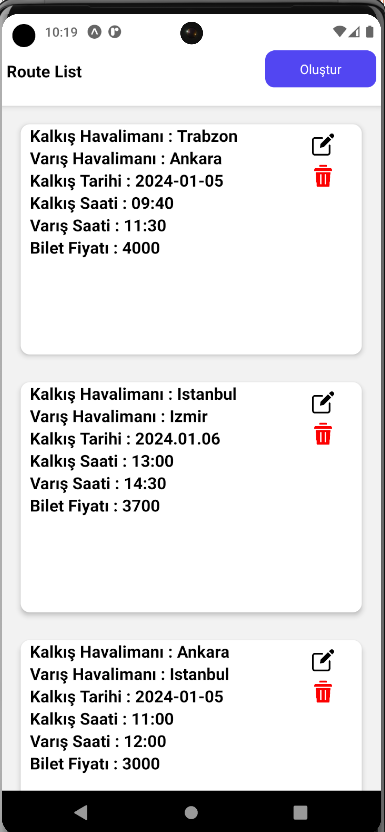 10:19
Route List
Oluştur
Kalkış Havalimanı : Trabzon
Varış Havalimanı : Ankara
Kalkış Tarihi : 2024-01-05
Kalkış Saati : 09:40
Varış Saati : 11:30
Bilet Fiyatı : 4000
Kalkış Havalimanı : Istanbul
Varış Havalimanı : Izmir
Kalkış Tarihi : 2024.01.06
Kalkış Saati : 13:00
Varış Saati : 14:30
Bilet Fiyatı : 3700
Kalkış Havalimanı : Ankara
Varış Havalimanı : Istanbul
Kalkış Tarihi : 2024-01-05
Kalkış Saati : 11:00
Varış Saati : 12:00
Bilet Fiyatı : 3000